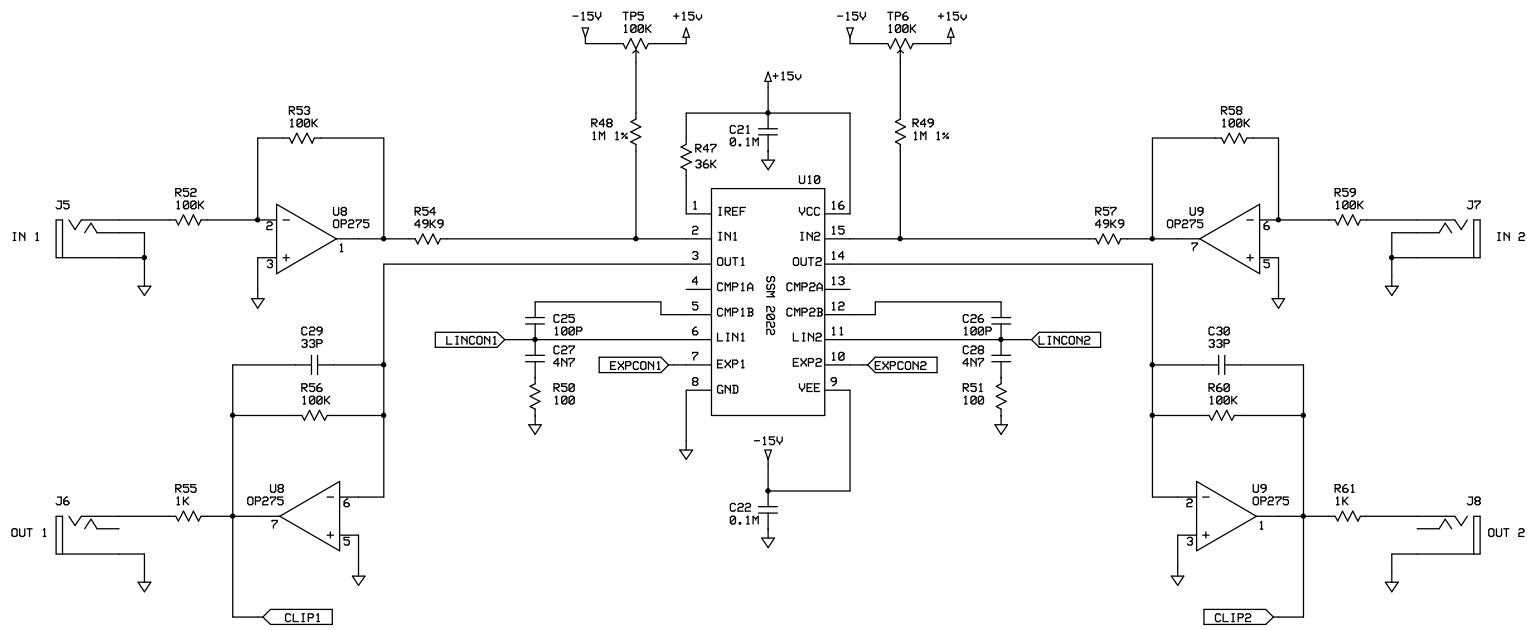 -15V
TP5
100K
+15v
-15V
TP6
100K
+15v
+15v
R53
100K
R48
1M 1%
C21
0.1M
R47
36K
R49
1M 1%
R58
100K
U10
J5
R52
100K
IN 1
2
3
U8
OP275
1
R54
49K9
1 IREF VCC 16
2 IN1 IN2 15
3 OUT1 OUT2 14
4 CMP1A CMP2A 13
5 CMP1B CMP2B 12
6 LIN1 LIN2 11
7 EXP1 EXP2 10
8 GND VEE 9
SSM 2022
R57
49K9
U9
OP275
7
6
5
R59
100K
J7
IN 2
C29
33P
LINCON1
C25
100P
C27
4N7
EXPCON1
R50
100
C26
100P
C28
4N7
LINCON2
EXPCON2
R51
100
C30
33P
R56
100K
R60
100K
-15V
C22
0.1M
J6
OUT 1
R55
1K
U8
OP275
7
6
5
CLIP1
2
3
U9
OP275
1
R61
1K
J8
OUT 2
CLIP2